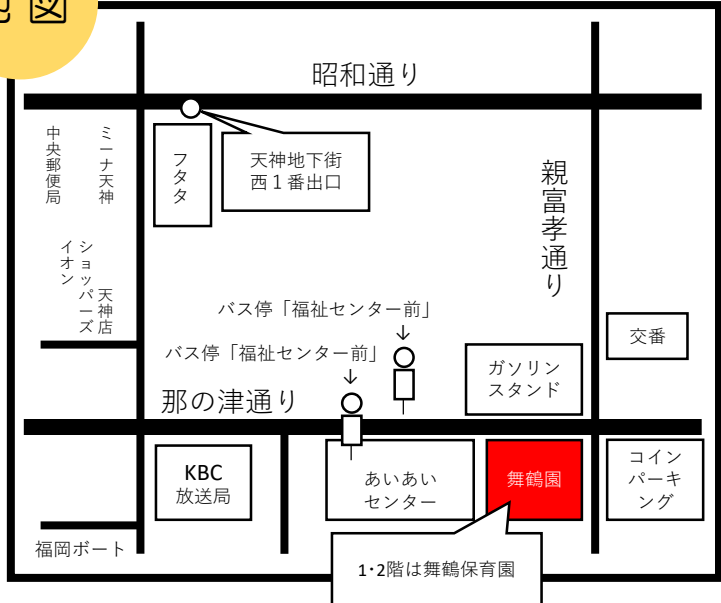 地図
昭和通り
中央郵便局
ミーナ天神
フタタ
天神地下街
西１番出口
親富孝通り
イオン
ショッパーズ
天神店
バス停「福祉センター前」
↓
バス停「福祉センター前」
↓
交番
ガソリン
スタンド
那の津通り
KBC
放送局
あいあい
センター
舞鶴園
コイン
パーキ
ング
福岡ボート
1・2階は舞鶴保育園